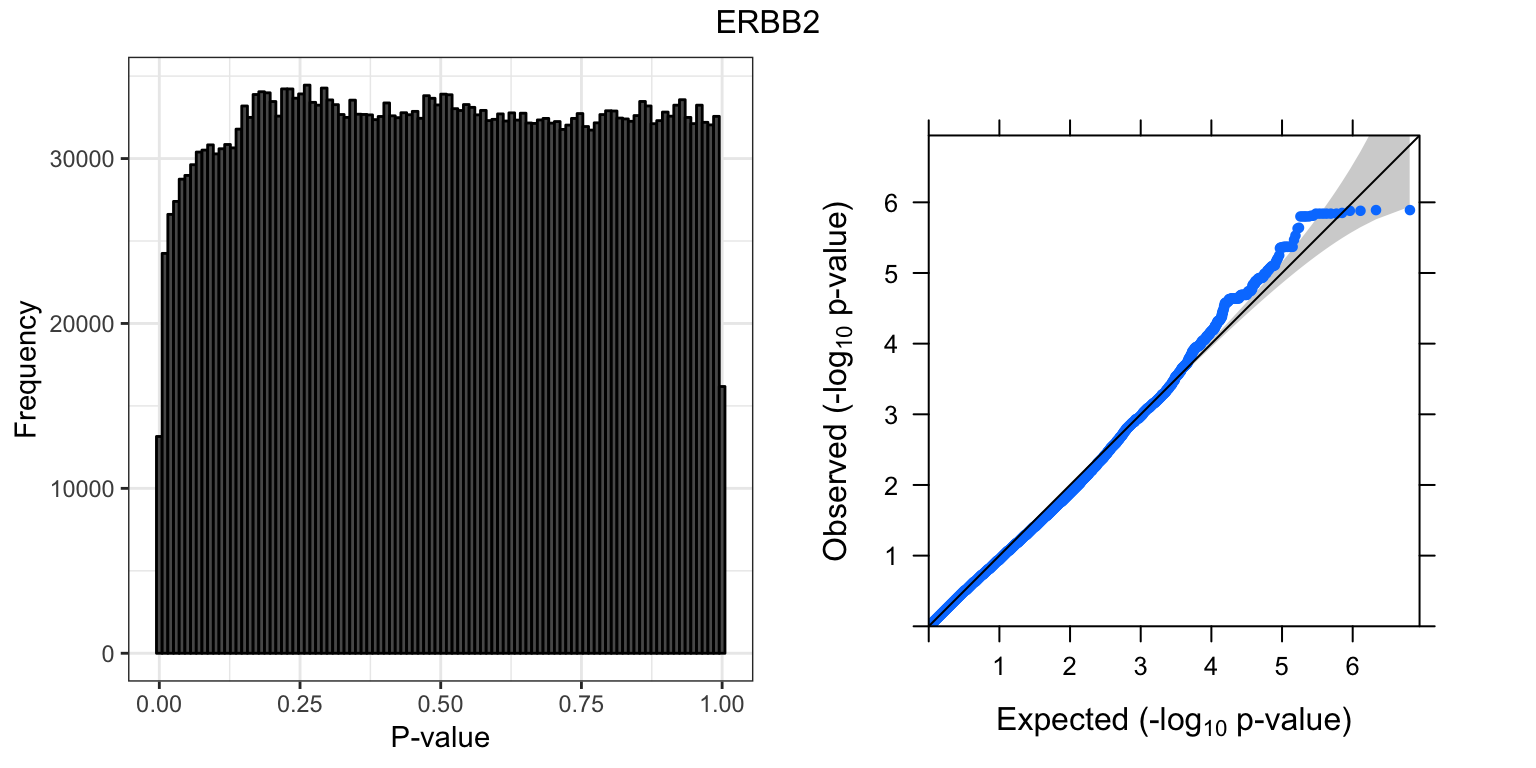 ERBB2
Frequency
30000
20000
10000
0
0.00 0.25 0.50 0.75 1.00
P-value
Observed (-log10 p-value)
6
5
4
3
2
1
1 2 3 4 5 6
Expected (-log10 p-value)